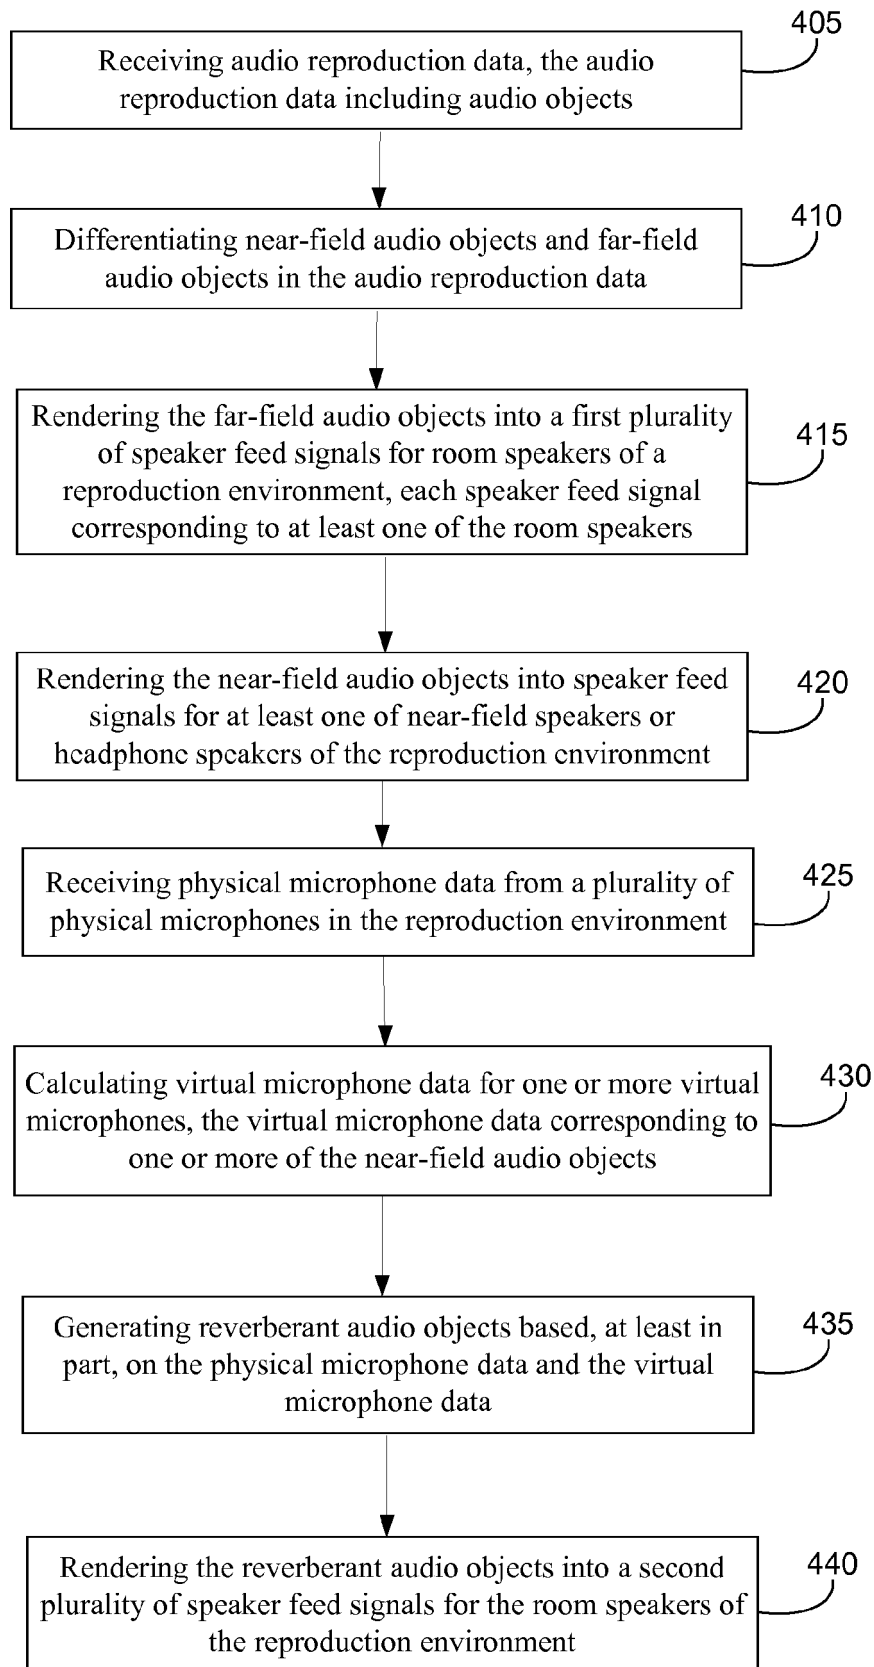 405
Receiving audio reproduction data, the audio
reproduction data including audio objects
410
Differentiating near-field audio objects and far-field
audio objects in the audio reproduction data
Rendering the far-field audio objects into a first plurality
of speaker feed signals for room speakers of a
reproduction environment, each speaker feed signal
corresponding to at least one of the room speakers
415
Rendering the near-field audio objects into speaker feed
signals for at least one of near-field speakers or
headphone speakers of the reproduction environment
420
Receiving physical microphone data from a plurality of
physical microphones in the reproduction environment
425
Calculating virtual microphone data for one or more virtual
microphones, the virtual microphone data corresponding to
one or more of the near-field audio objects
430
Generating reverberant audio objects based, at least in
part, on the physical microphone data and the virtual
microphone data
435
Rendering the reverberant audio objects into a second
plurality of speaker feed signals for the room speakers of
the reproduction environment
440